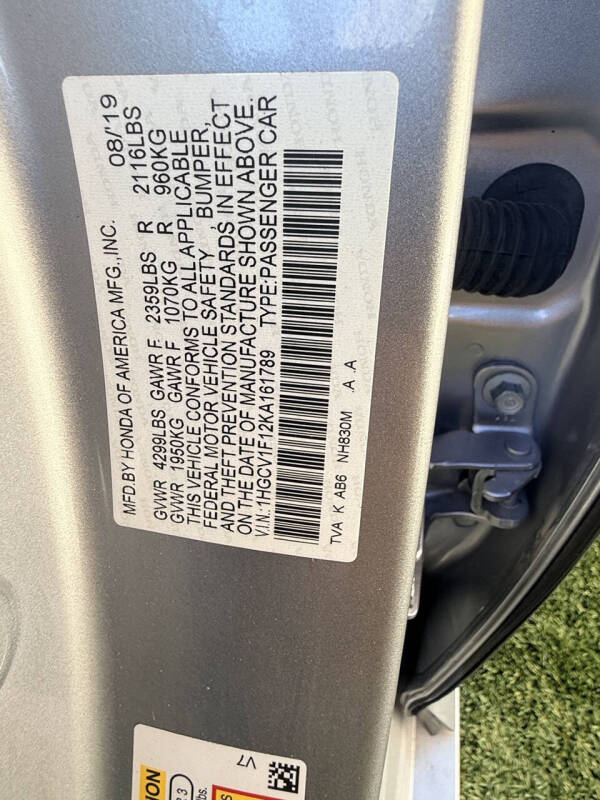 MFD.BY HONDA OF AMERICA MFG.,INC. 08/'19
GVWR 4299LBS GAWR F 2359LBS R 2116LBS
GVWR 1950KG GAWR F 1070KG R 960KG
THIS VEHICLE CONFORMS TO ALL APPLICABLE
FEDERAL MOTOR VEHICLE SAFETY, BUMPER,
AND THEFT PREVENTION STANDARDS IN EFFECT
ON THE DATE OF MANUFACTURE SHOWN ABOVE.
V.I.N.:1HGCV1F12KA161789 TYPE:PASSENGER CAR
TVA K AB6 NH830M .A .A
V7